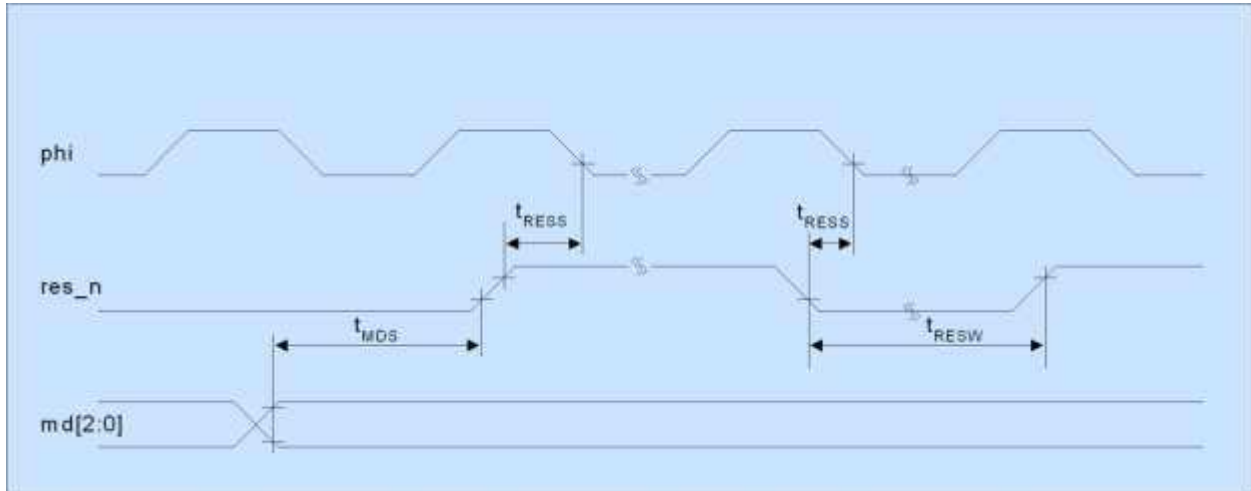 phi
tRESS
tRESS
res_n
tMDS
tRESW
md[2:0]